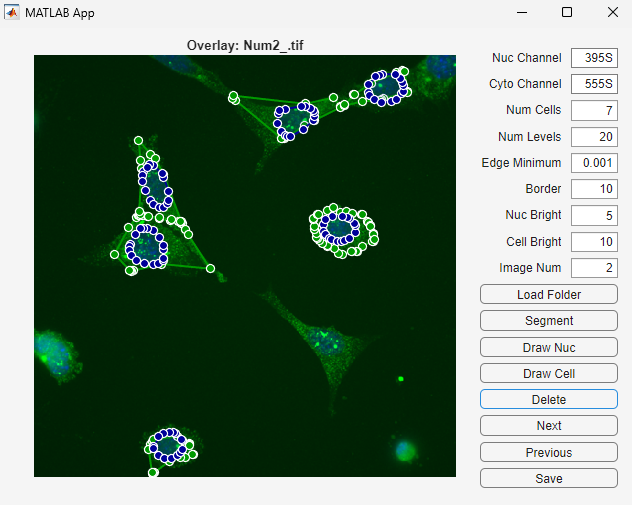 MATLAB App
Overlay: Num2_.tif
Nuc Channel 395S
Cyto Channel 555S
Num Cells 7
Num Levels 20
Edge Minimum 0.001
Border 10
Nuc Bright 5
Cell Bright 10
Image Num 2
Load Folder
Segment
Draw Nuc
Draw Cell
Delete
Next
Previous
Save